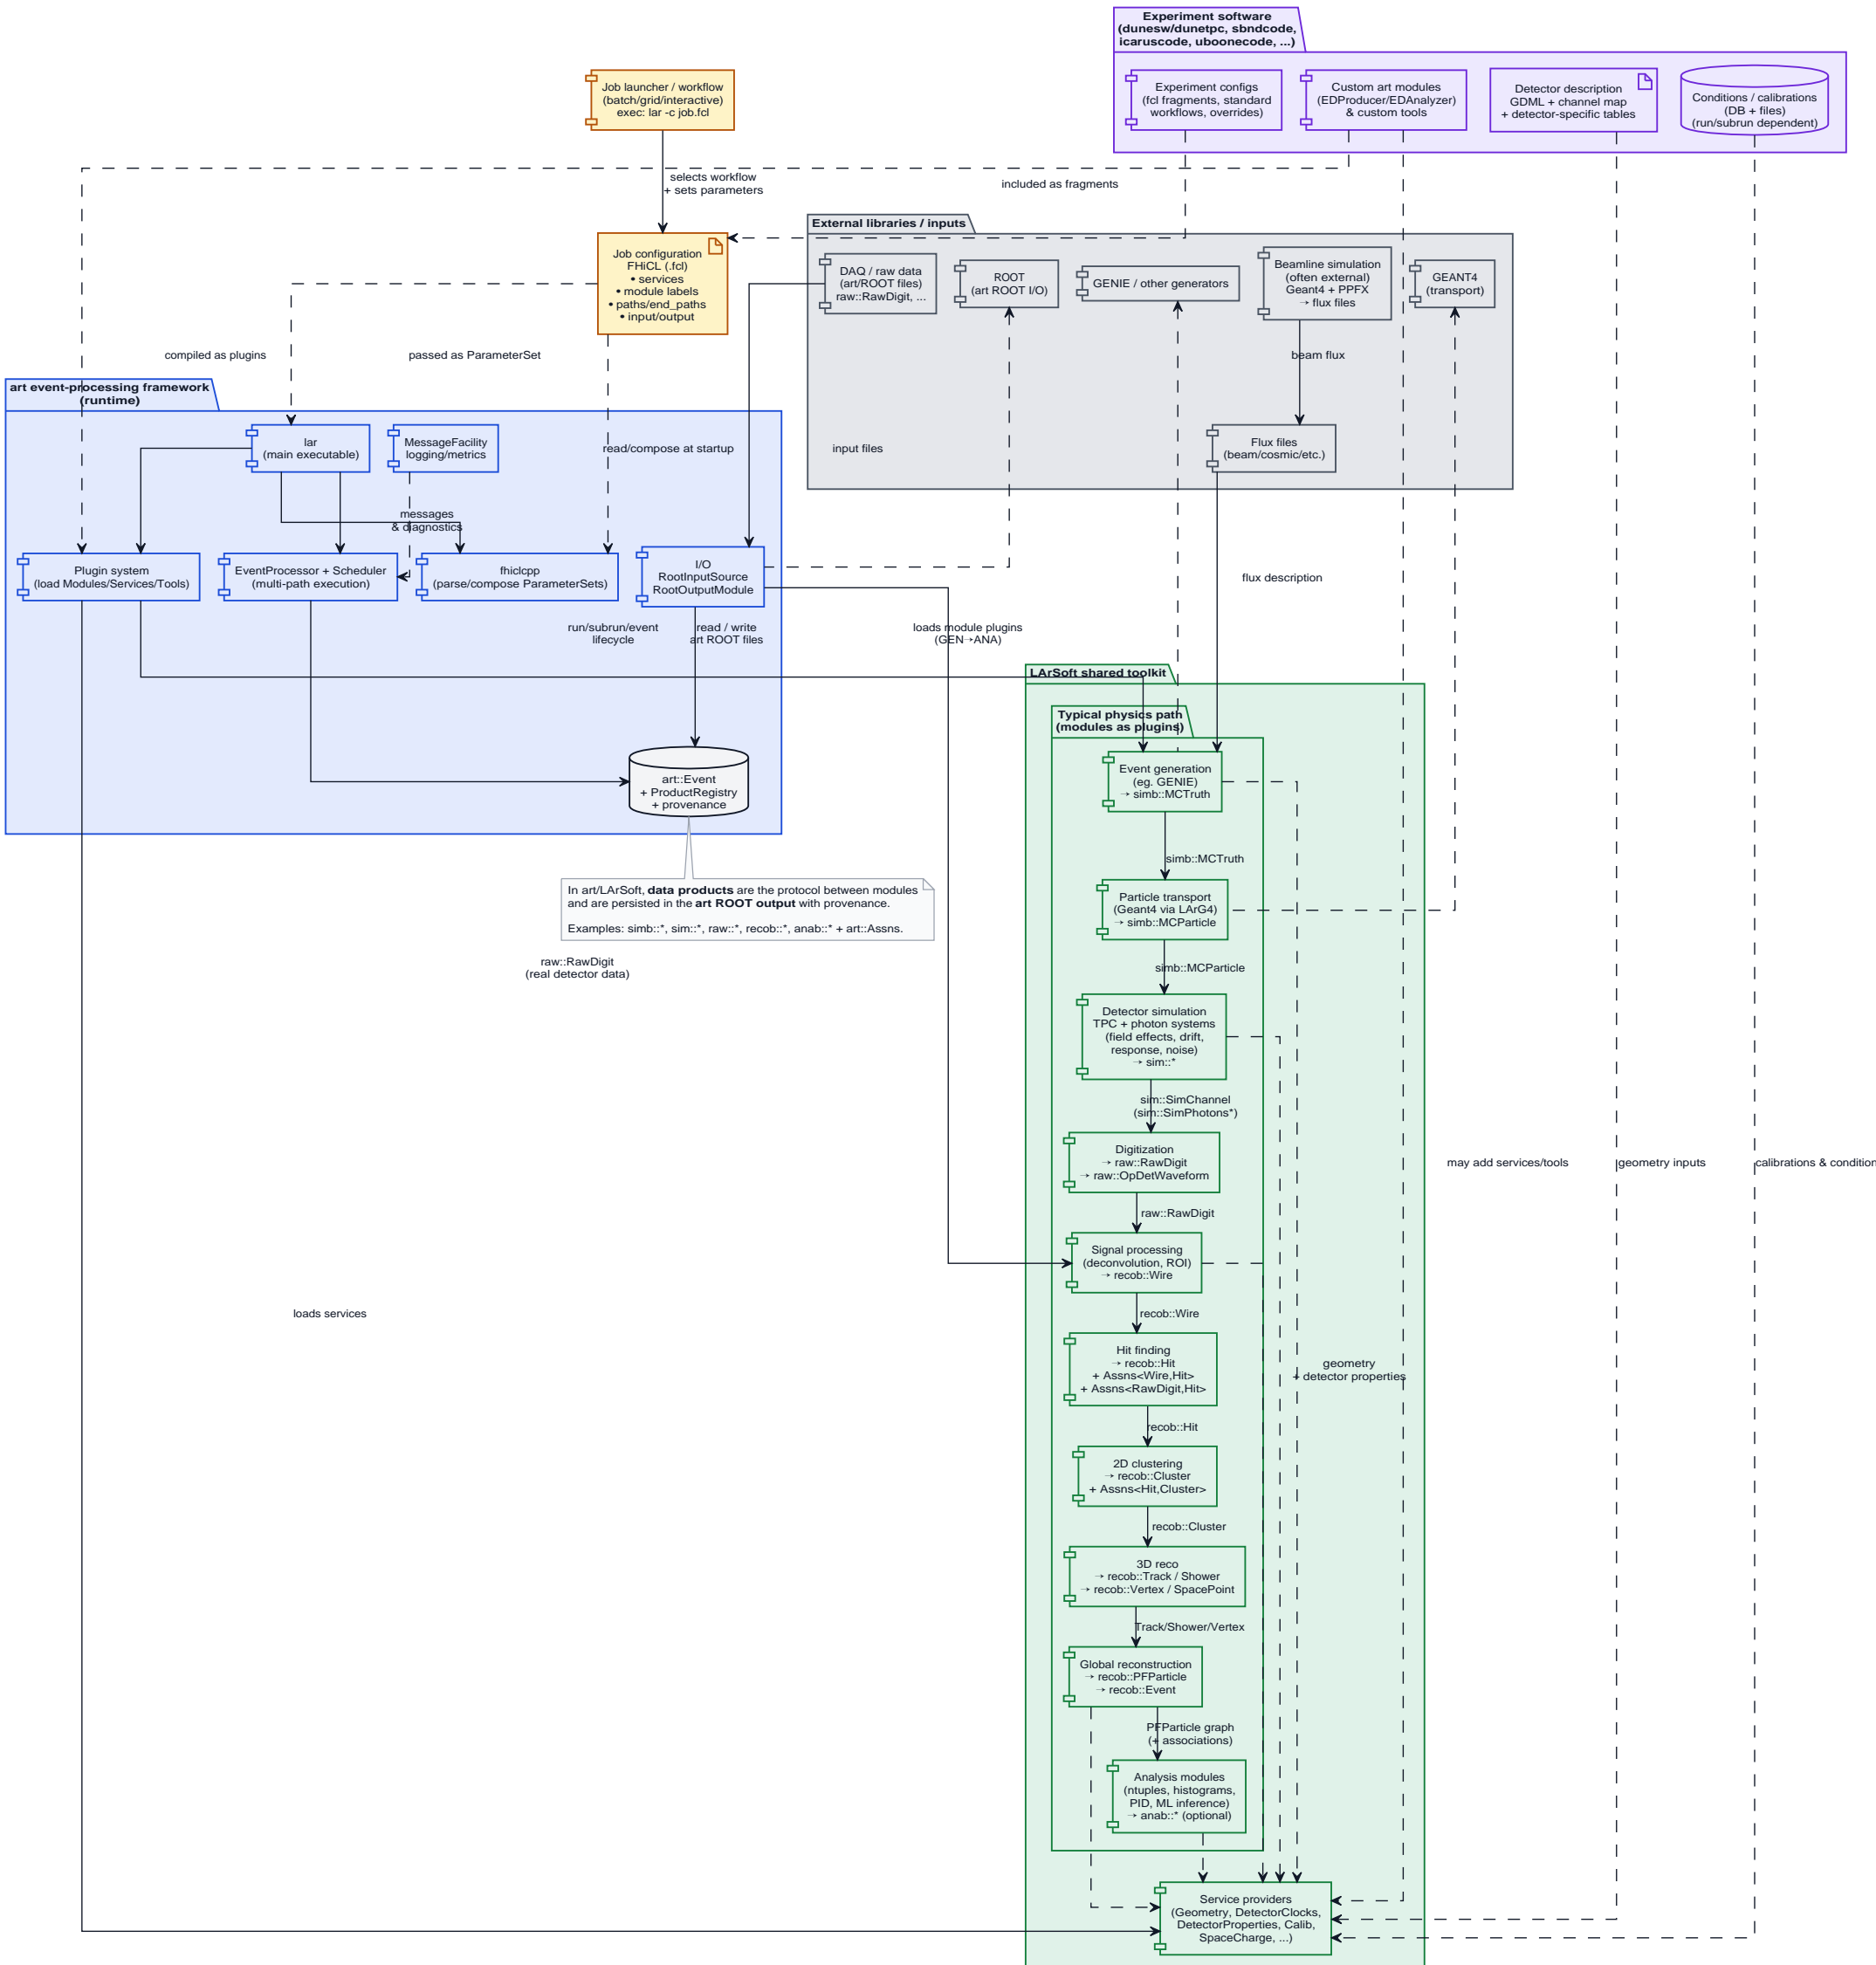 Experiment software
(dunesw/dunetpc, sbndcode,
icaruscode, uboonecode, ...)
Job launcher / workflow
(batch/grid/interactive)
exec: lar -c job.fcl
Experiment configs
(fcl fragments, standard
workflows, overrides)
Custom art modules
(EDProducer/EDAnalyzer)
& custom tools
Detector description
GDML + channel map
+ detector-specific tables
Conditions / calibrations
(DB + files)
(run/subrun dependent)
selects workflow
+ sets parameters
included as fragments
External libraries / inputs
Job configuration
FHiCL (.fcl)
• services
• module labels
• paths/end_paths
• input/output
DAQ / raw data
(art/ROOT files)
raw::RawDigit, ...
ROOT
(art ROOT I/O)
GENIE / other generators
Beamline simulation
(often external)
Geant4 + PPFX
→ flux files
GEANT4
(transport)
compiled as plugins
passed as ParameterSet
beam flux
art event-processing framework
(runtime)
lar
(main executable)
MessageFacility
logging/metrics
read/compose at startup
input files
Flux files
(beam/cosmic/etc.)
messages
& diagnostics
Plugin system
(load Modules/Services/Tools)
EventProcessor + Scheduler
(multi-path execution)
fhiclcpp
(parse/compose ParameterSets)
I/O
RootInputSource
RootOutputModule
flux description
run/subrun/event
lifecycle
read / write
art ROOT files
loads module plugins
(GEN→ANA)
LArSoft shared toolkit
Typical physics path
(modules as plugins)
art::Event
+ ProductRegistry
+ provenance
Event generation
(eg. GENIE)
→ simb::MCTruth
simb::MCTruth
In art/LArSoft, data products are the protocol between modules
and are persisted in the art ROOT output with provenance.
Examples: simb::*, sim::*, raw::*, recob::*, anab::* + art::Assns.
Particle transport
(Geant4 via LArG4)
→ simb::MCParticle
raw::RawDigit
(real detector data)
simb::MCParticle
Detector simulation
TPC + photon systems
(field effects, drift,
response, noise)
→ sim::*
sim::SimChannel
(sim::SimPhotons*)
Digitization
→ raw::RawDigit
→ raw::OpDetWaveform
may add services/tools
geometry inputs
calibrations & condition
raw::RawDigit
Signal processing
(deconvolution, ROI)
→ recob::Wire
loads services
recob::Wire
Hit finding
→ recob::Hit
+ Assns<Wire,Hit>
+ Assns<RawDigit,Hit>
geometry
+ detector properties
recob::Hit
2D clustering
→ recob::Cluster
+ Assns<Hit,Cluster>
recob::Cluster
3D reco
→ recob::Track / Shower
→ recob::Vertex / SpacePoint
Track/Shower/Vertex
Global reconstruction
→ recob::PFParticle
→ recob::Event
PFParticle graph
(+ associations)
Analysis modules
(ntuples, histograms,
PID, ML inference)
→ anab::* (optional)
Service providers
(Geometry, DetectorClocks,
DetectorProperties, Calib,
SpaceCharge, ...)